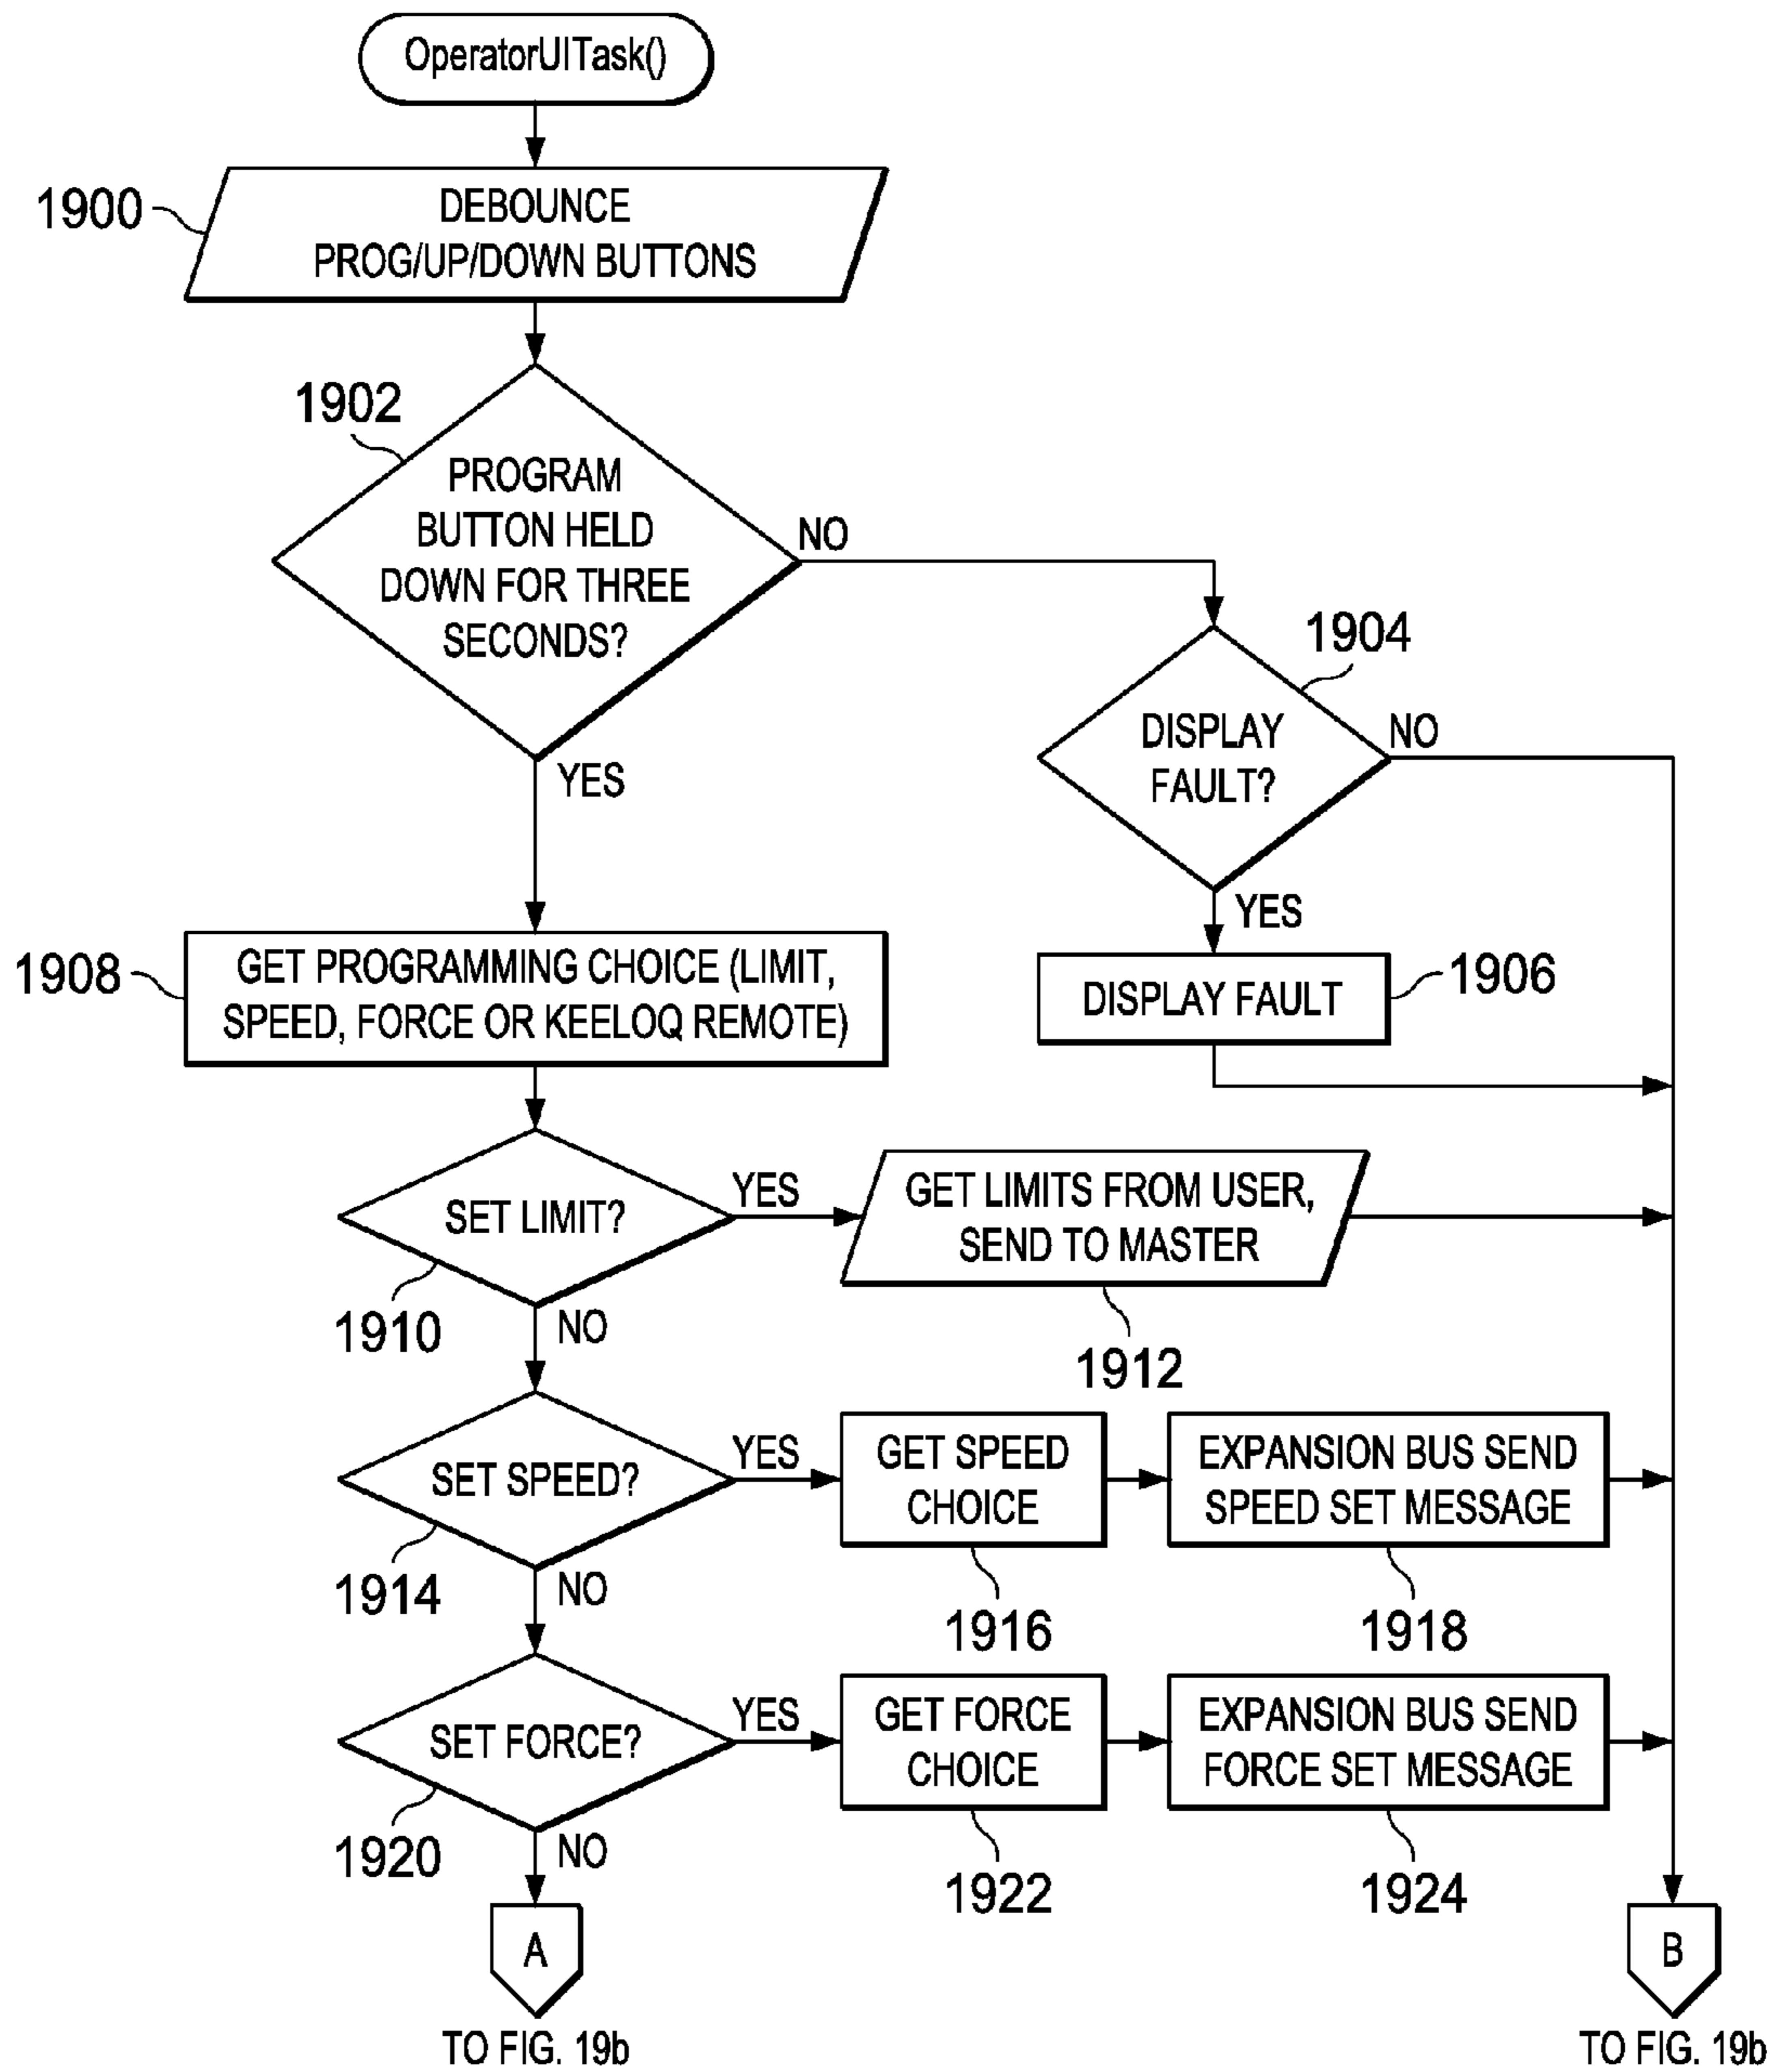 OperatorUITask()
1900
DEBOUNCE
PROG/UP/DOWN BUTTONS
1902
PROGRAM
BUTTON HELD
DOWN FOR THREE
SECONDS?
NO
YES
1904
DISPLAY
FAULT?
NO
YES
1908
GET PROGRAMMING CHOICE (LIMIT,
SPEED, FORCE OR KEELOQ REMOTE)
DISPLAY FAULT
1906
SET LIMIT?
YES
GET LIMITS FROM USER,
SEND TO MASTER
1910
NO
1912
SET SPEED?
YES
GET SPEED
CHOICE
EXPANSION BUS SEND
SPEED SET MESSAGE
1914
NO
1916
1918
SET FORCE?
YES
GET FORCE
CHOICE
EXPANSION BUS SEND
FORCE SET MESSAGE
1920
NO
1922
1924
A
B
TO FIG. 19b
TO FIG. 19b